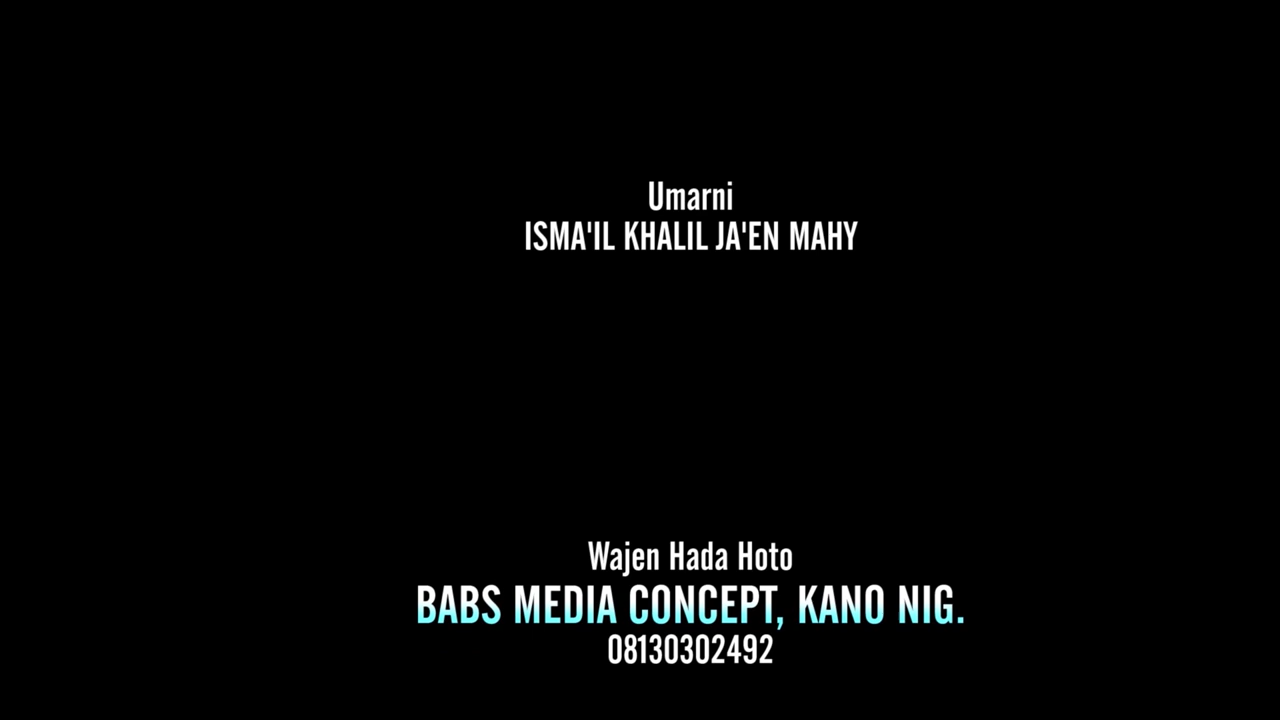 Umarni
ISMA'IL KHALIL JA'EN MAHY
Wajen Hada Hoto
BABS MEDIA CONCEPT, KANO NIG.
08130302492